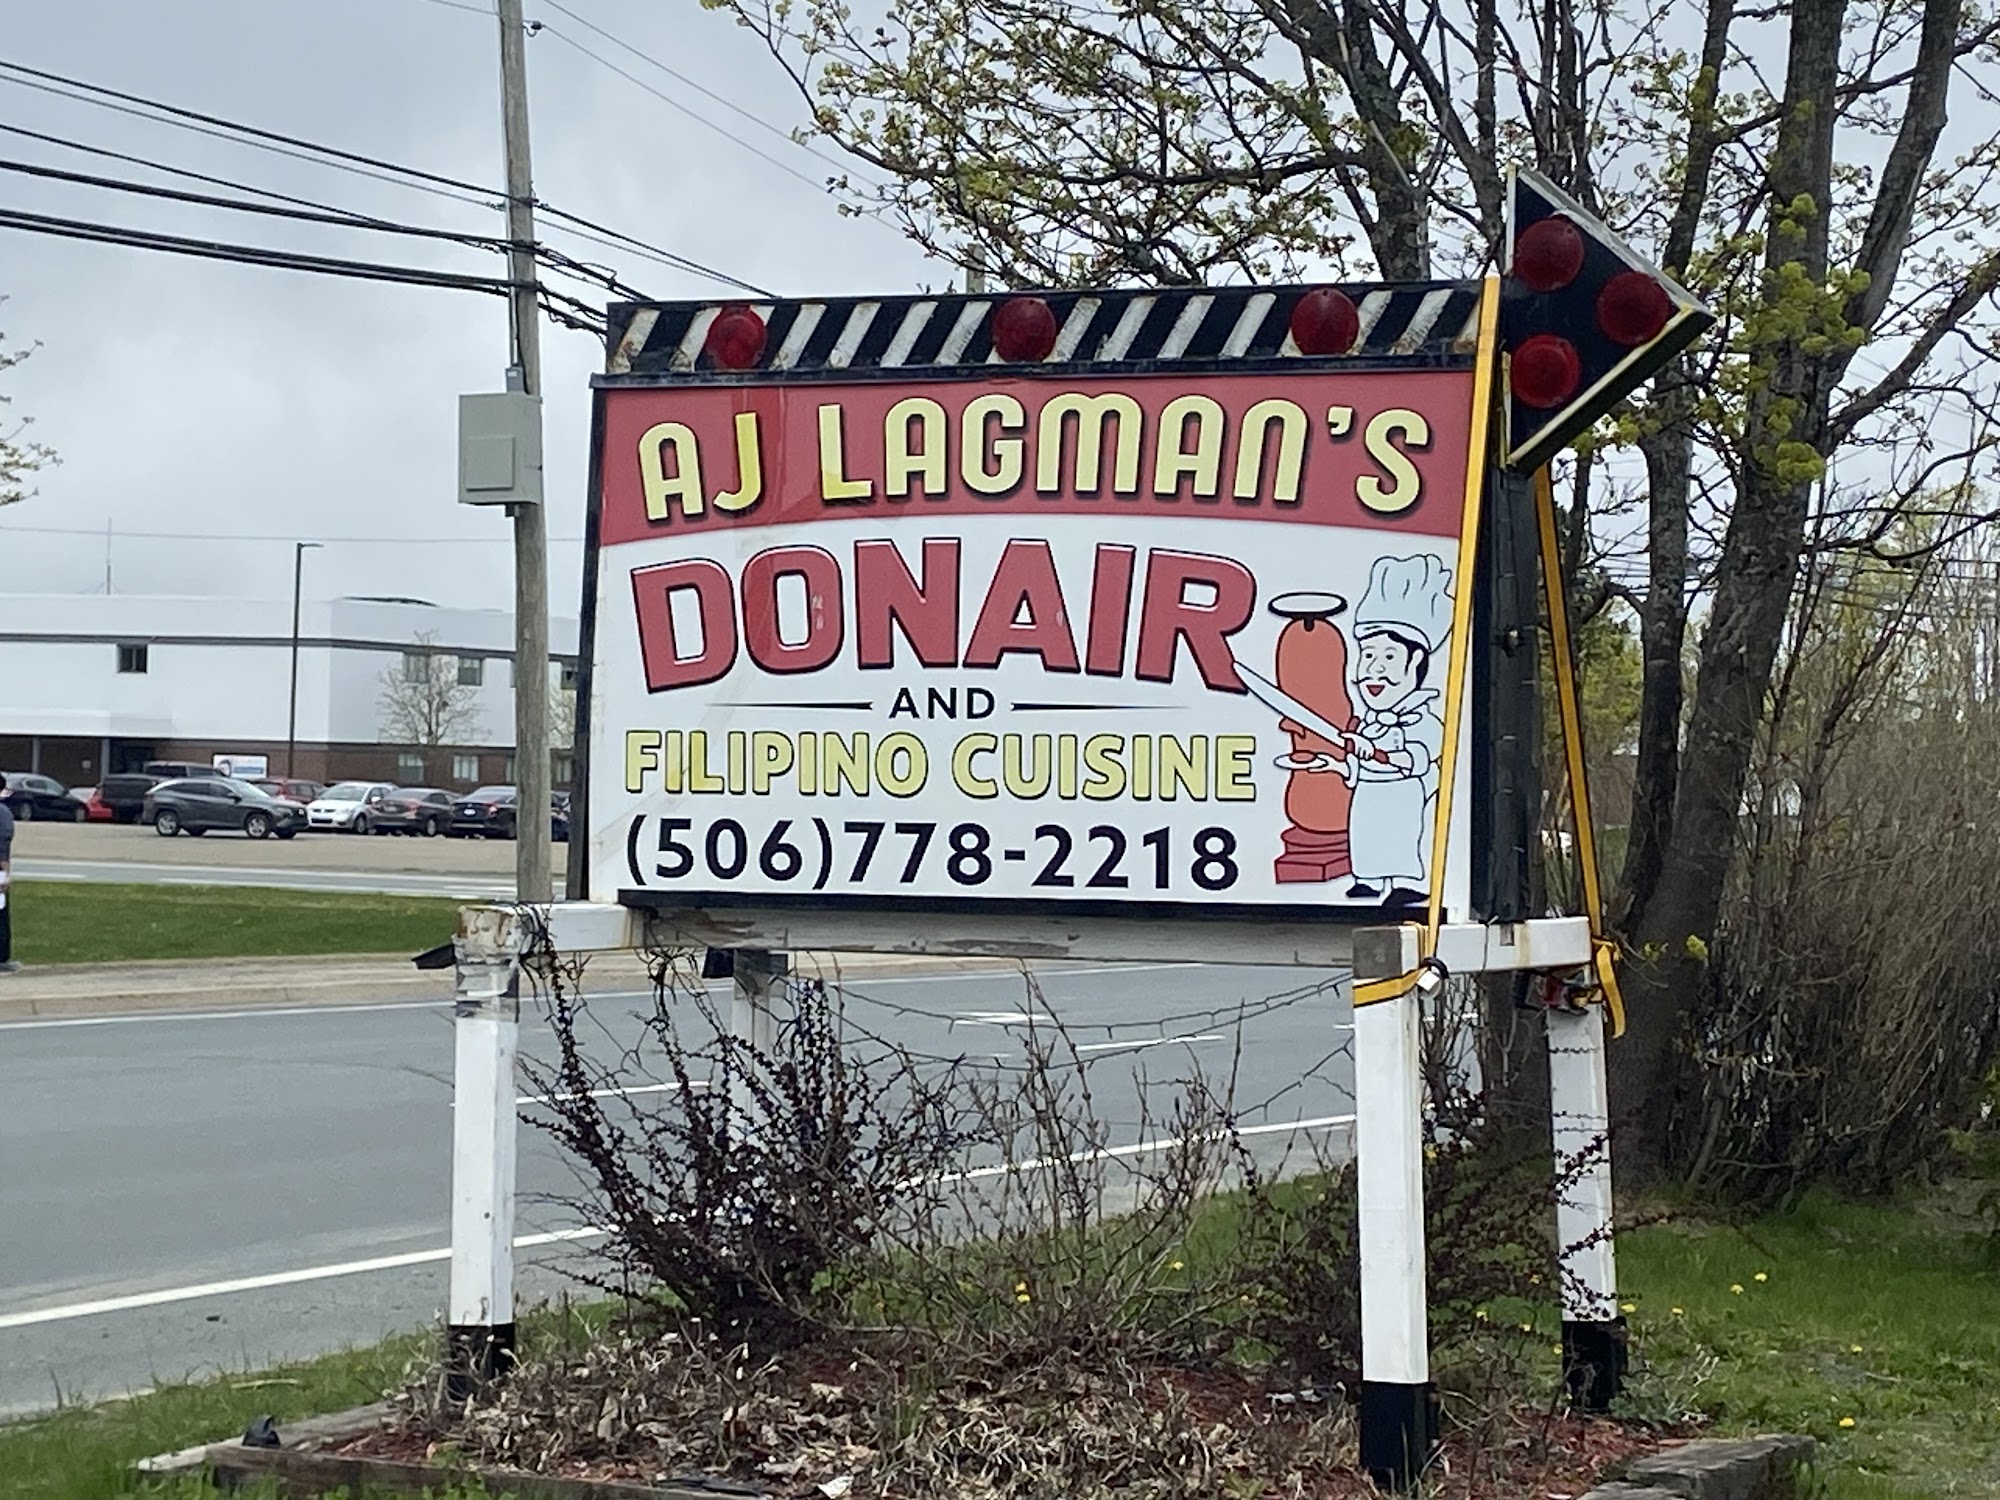 AJ LAGMAN'S
DONAIR
AND
FILIPINO CUISINE
(506)778-2218